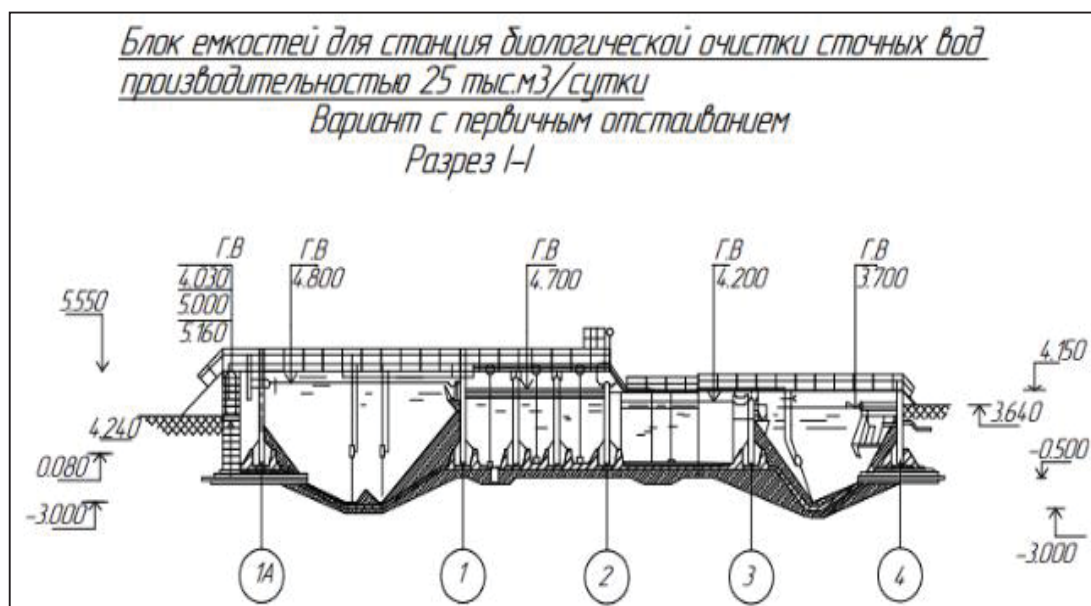 Блок емкостей для станция биологической очистки сточных вод
производительностью 25 тыс.м3/сутки
Вариант с первичным отстаиванием
Разрез I-I
Г.В
4.030
5.000
5.160
Г.В
4.800
Г.В
4.700
Г.В
4.200
Г.В
3.700
5.550
4.150
3.640
4.240
0.080
-0.500
-3.000
-3.000
1А
1
2
3
4